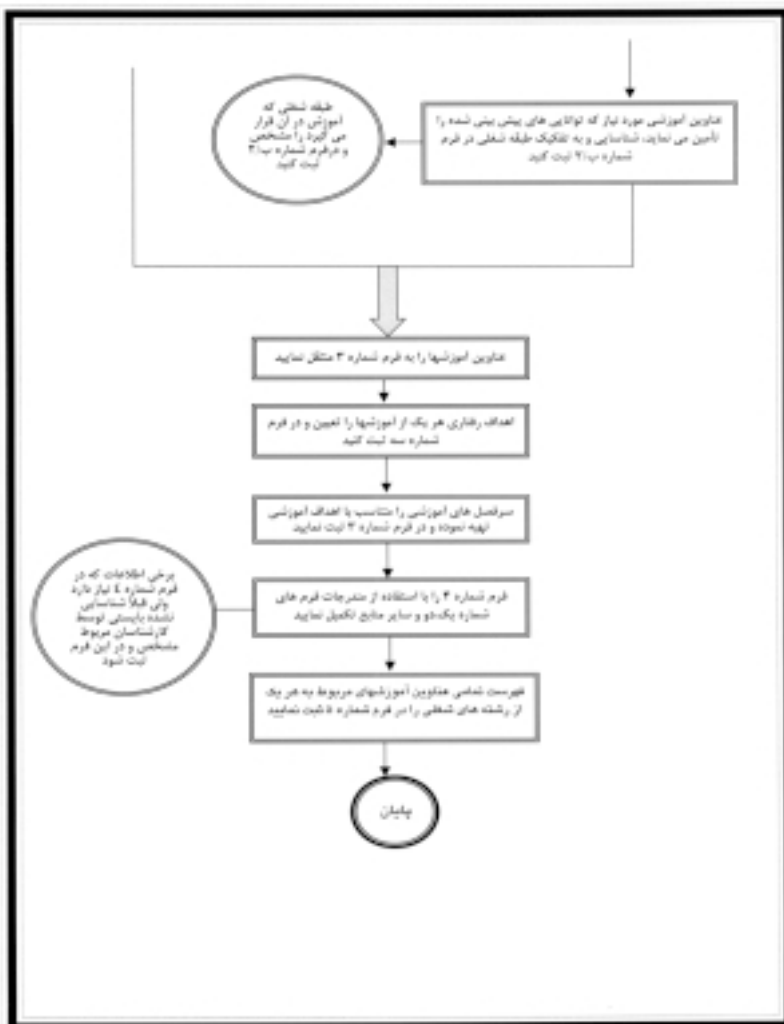 عناوین آموزشی مورد نیاز که توانایی های پیش بینی شده را
تأمین می نماید، شناسایی و به تفکیک طبقه شغلی در فرم
شماره ب/۲ ثبت کنید
طبقه شغلی که
آموزش در آن قرار
می گیرد را مشخص
و درفرم شماره ب/۲
ثبت کنید
عناوین آموزشها را به فرم شماره ۳ منتقل نمایید
اهداف رفتاری هر یک از آموزشها را تعیین و در فرم
شماره سه ثبت کنید
سرفصل های آموزشی را متناسب با اهداف آموزشی
تهیه نموده و در فرم شماره ۳ ثبت نمایید
فرم شماره ۴ را با استفاده از مندرجات فرم های
شماره یک،دو و سایر منابع تکمیل نمایید
برخی اطلاعات که در
فرم شماره ٤ نیاز دارد
ولی قبلاً شناسایی
نشده بایستی توسط
کارشناسان مربوط
مشخص و در این فرم
ثبت شود
فهرست تمامی عناوین آموزشهای مربوط به هر یک
از رشته های شغلی را در فرم شماره ۵ ثبت نمایید
پایان